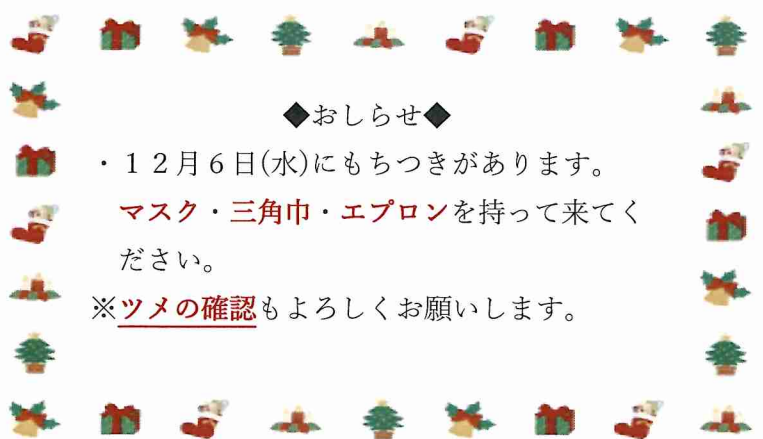 ◆おしらせ◆
・１２月６日(水)にもちつきがあります。
マスク・三角巾・エプロンを持って来てく
ださい。
※ツメの確認もよろしくお願いします。